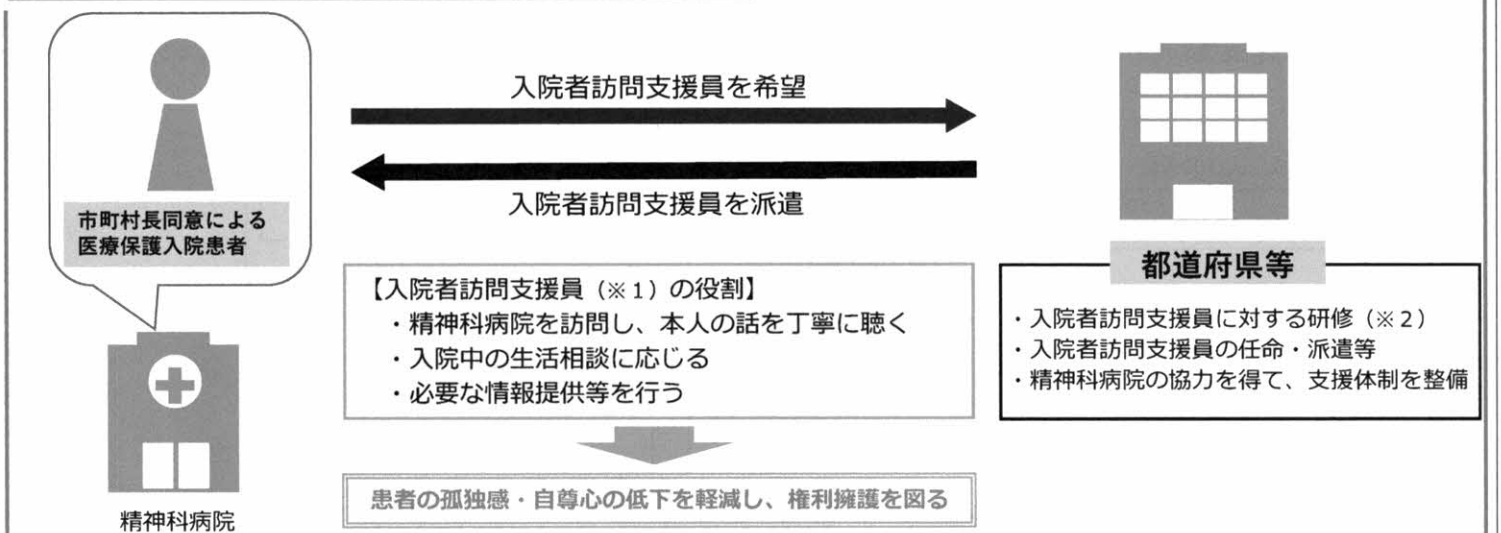 入院者訪問支援員を希望
入院者訪問支援員を派遣
市町村長同意による
医療保護入院患者
精神科病院
【入院者訪問支援員（※１）の役割】
・精神科病院を訪問し、本人の話を丁寧に聴く
・入院中の生活相談に応じる
・必要な情報提供等を行う
患者の孤独感・自尊心の低下を軽減し、権利擁護を図る
都道府県等
・入院者訪問支援員に対する研修（※２）
・入院者訪問支援員の任命・派遣等
・精神科病院の協力を得て、支援体制を整備